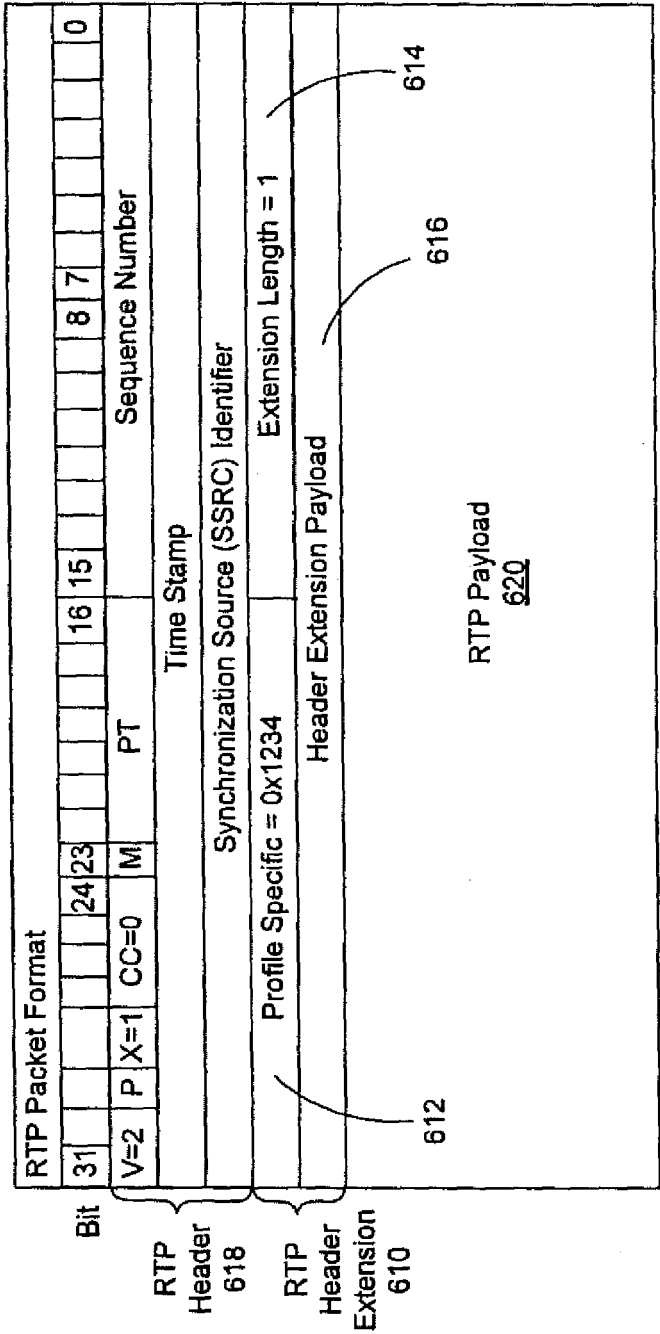 RTP Packet Format
Bit 31 24 23 16 15 8 7 0
V=2 P X=1 CC=0 M PT Sequence Number
Time Stamp
Synchronization Source (SSRC) Identifier
RTP
Header
618
Profile Specific = 0x1234 Extension Length = 1
Header Extension Payload
RTP
Header
Extension
610
612
614
616
RTP Payload
620